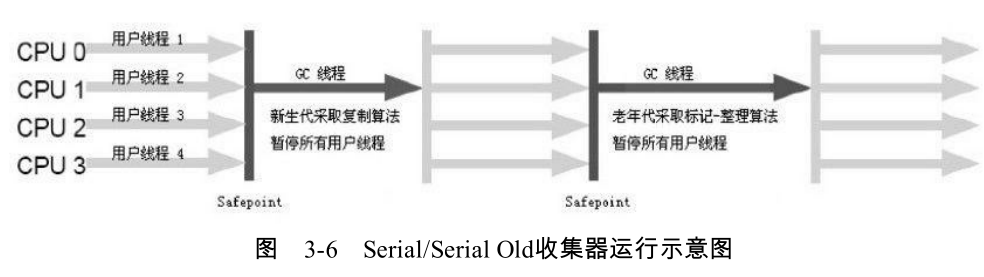 CPU 0 用户线程 1
CPU 1 用户线程 2
CPU 2 用户线程 3
CPU 3 用户线程 4
GC 线程
新生代采取复制算法
暂停所有用户线程
Safepoint
GC 线程
老年代采取标记-整理算法
暂停所有用户线程
Safepoint
图 3-6 Serial/Serial Old收集器运行示意图